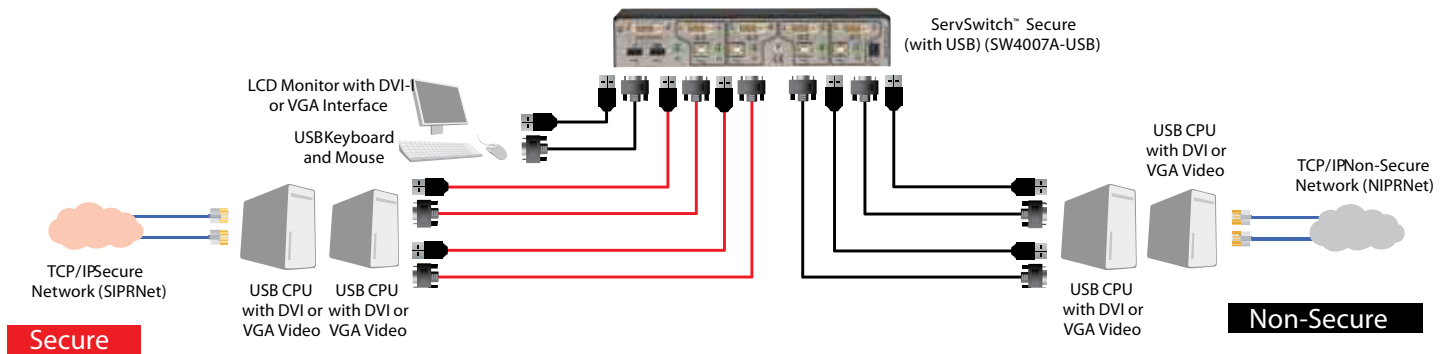 ServSwitch™ Secure
(with USB) (SW4007A-USB)
LCD Monitor with DVI-I
or VGA Interface
USBKeyboard
and Mouse
USB CPU
with DVI or
VGA Video
TCP/IPNon-Secure
Network (NIPRNet)
TCP/IPSecure
Network (SIPRNet)
USB CPU
with DVI or
VGA Video
USB CPU
with DVI or
VGA Video
USB CPU
with DVI or
VGA Video
Secure
Non-Secure